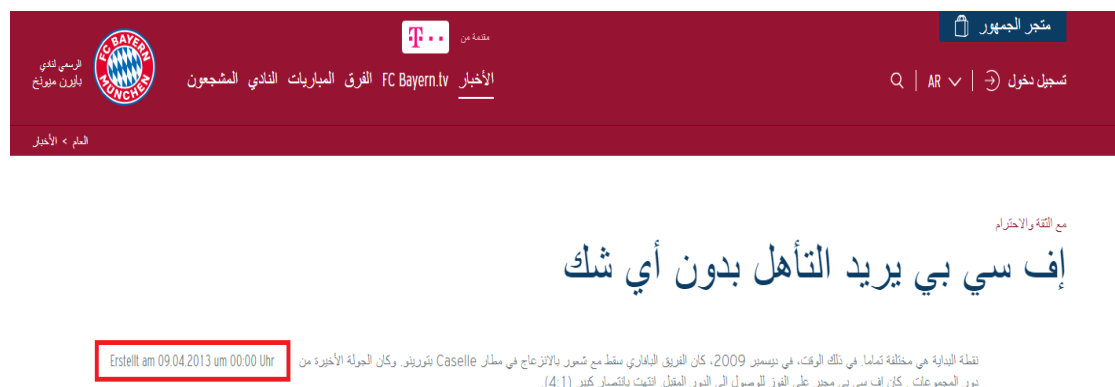 متجر الجمهور
مقدمة من
T
FC BAYERN MÜNCHEN
الرسمي لنادي
بايرن ميونخ
الأخبار FC Bayern.tv الفرق المباريات النادي المشجعون
تسجيل دخول | AR |
العام > الأخبار
مع الثقة والاحترام
إف سي بي يريد التأهل بدون أي شك
Erstellt am 09.04.2013 um 00:00 Uhr
نقطة البداية هي مختلفة تماما. في ذلك الوقت، في ديسمبر 2009، كان الفريق البافاري سقط مع شعور بالانزعاج في مطار Caselle بتورينو. وكان الجولة الأخيرة من
دور المجموعات . كان إف سي بي مجبر على الفوز للوصول الى الدور المقبل. انتهت بانتصار كبير (4:1).